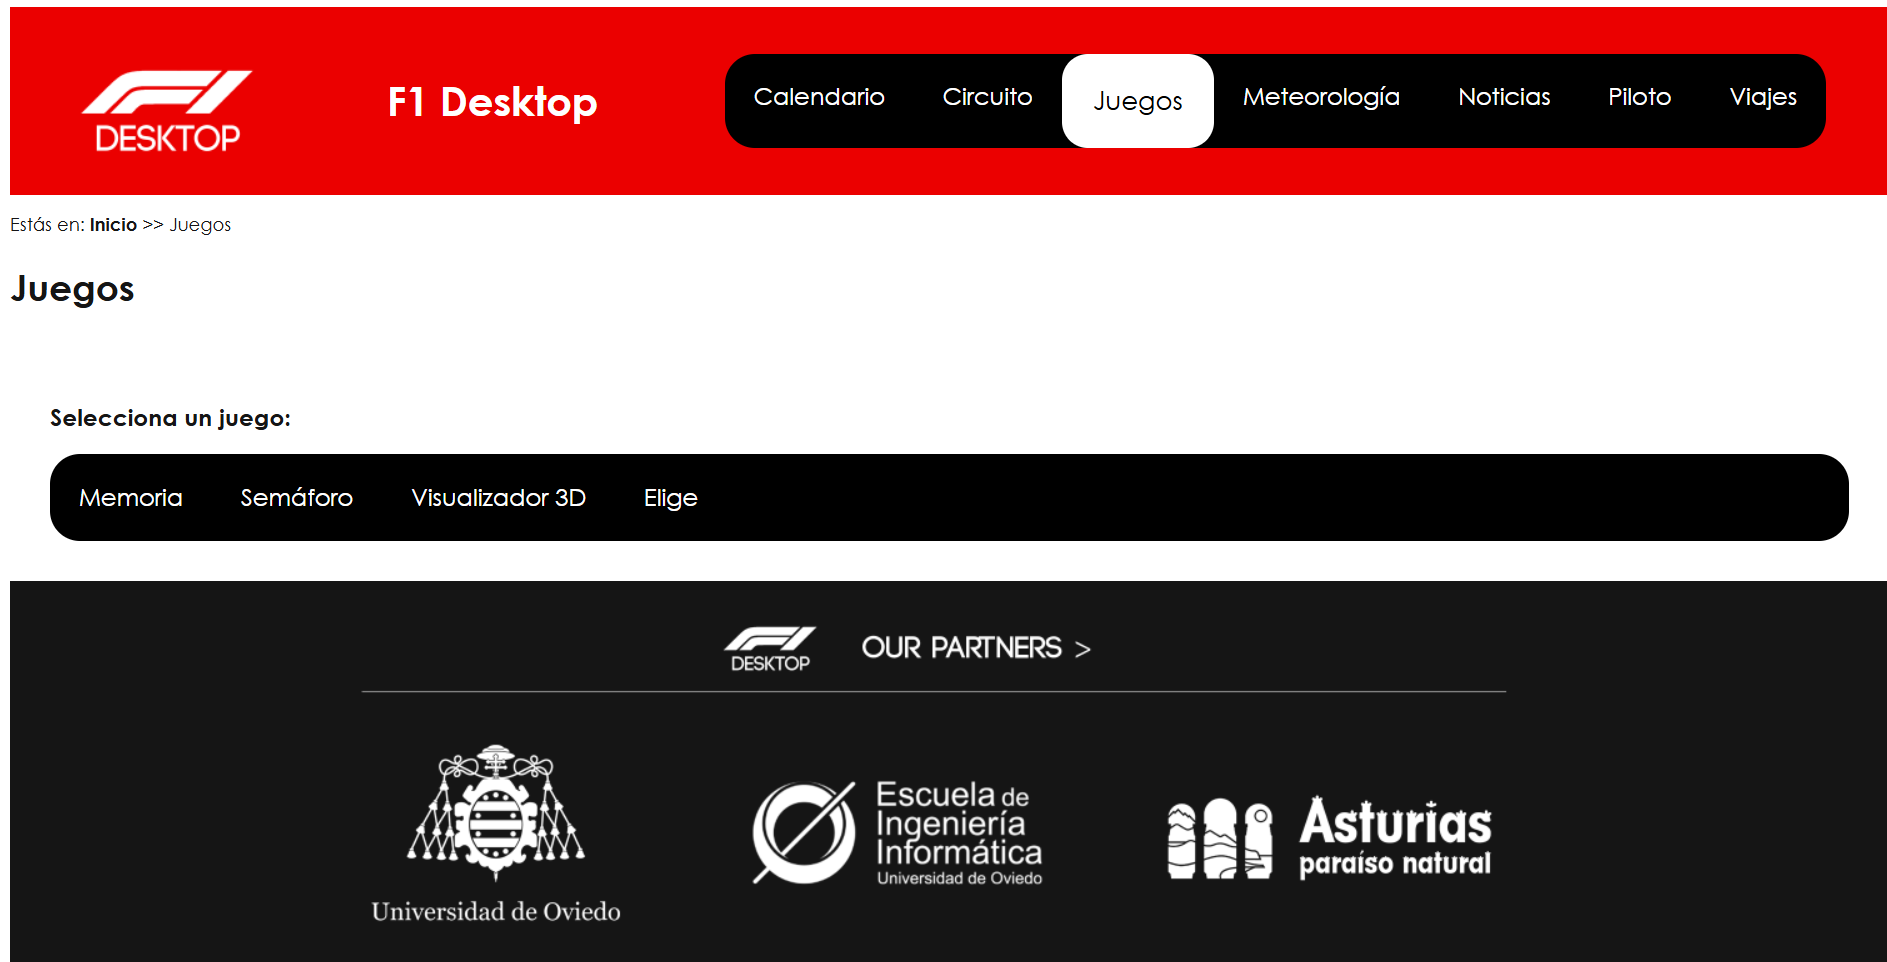 DESKTOP
F1 Desktop
Calendario Circuito Juegos Meteorología Noticias Piloto Viajes
Estás en: Inicio >> Juegos
Juegos
Selecciona un juego:
Memoria Semáforo Visualizador 3D Elige
DESKTOP OUR PARTNERS >
Universidad de Oviedo
Escuela de
Ingeniería
Informática
Universidad de Oviedo
Asturias
paraíso natural